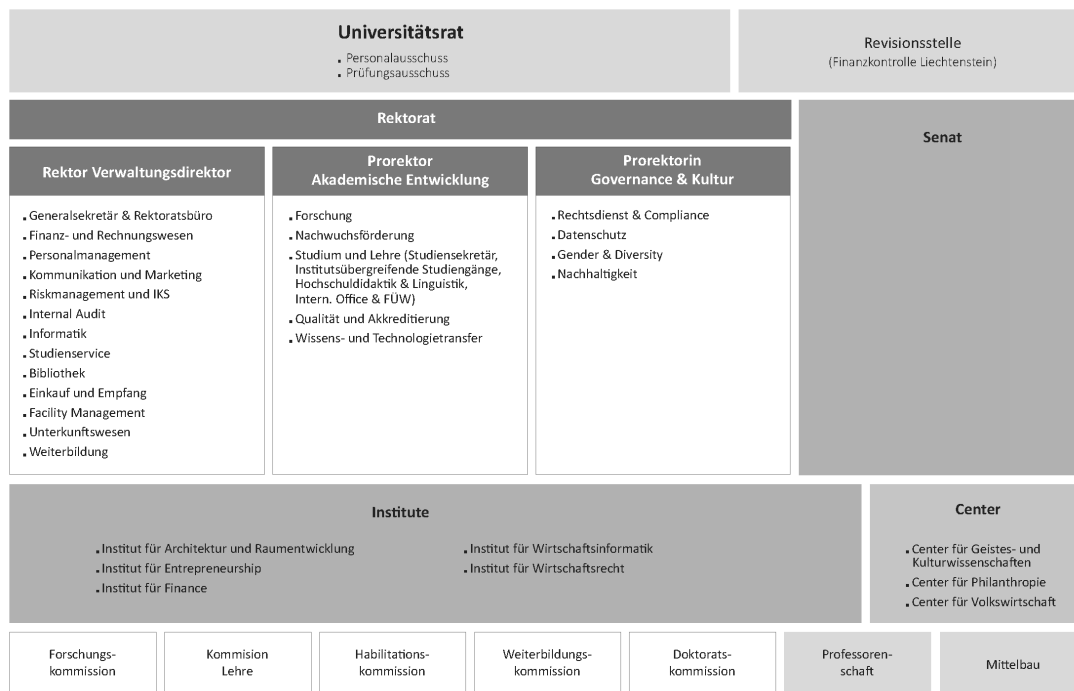 Universitätsrat
▪ Personalausschuss
▪ Prüfungsausschuss
Revisionsstelle
(Finanzkontrolle Liechtenstein)
Rektorat
Senat
Rektor Verwaltungsdirektor
▪ Generalsekretär & Rektoratsbüro
▪ Finanz- und Rechnungswesen
▪ Personalmanagement
▪ Kommunikation und Marketing
▪ Riskmanagement und IKS
▪ Internal Audit
▪ Informatik
▪ Studienservice
▪ Bibliothek
▪ Einkauf und Empfang
▪ Facility Management
▪ Unterkunftswesen
▪ Weiterbildung
Prorektor
Akademische Entwicklung
▪ Forschung
▪ Nachwuchsförderung
▪ Studium und Lehre (Studiensekretär,
Institutsübergreifende Studiengänge,
Hochschuldidaktik & Linguistik,
Intern. Office & FÜW)
▪ Qualität und Akkreditierung
▪ Wissens- und Technologietransfer
Prorektorin
Governance & Kultur
▪ Rechtsdienst & Compliance
▪ Datenschutz
▪ Gender & Diversity
▪ Nachhaltigkeit
Institute
▪ Institut für Architektur und Raumentwicklung
▪ Institut für Entrepreneurship
▪ Institut für Finance
▪ Institut für Wirtschaftsinformatik
▪ Institut für Wirtschaftsrecht
Center
▪ Center für Geistes- und
Kulturwissenschaften
▪ Center für Philanthropie
▪ Center für Volkswirtschaft
Forschungs-
kommission
Kommision
Lehre
Habilitations-
kommission
Weiterbildungs-
kommission
Doktorats-
kommission
Professoren-
schaft
Mittelbau